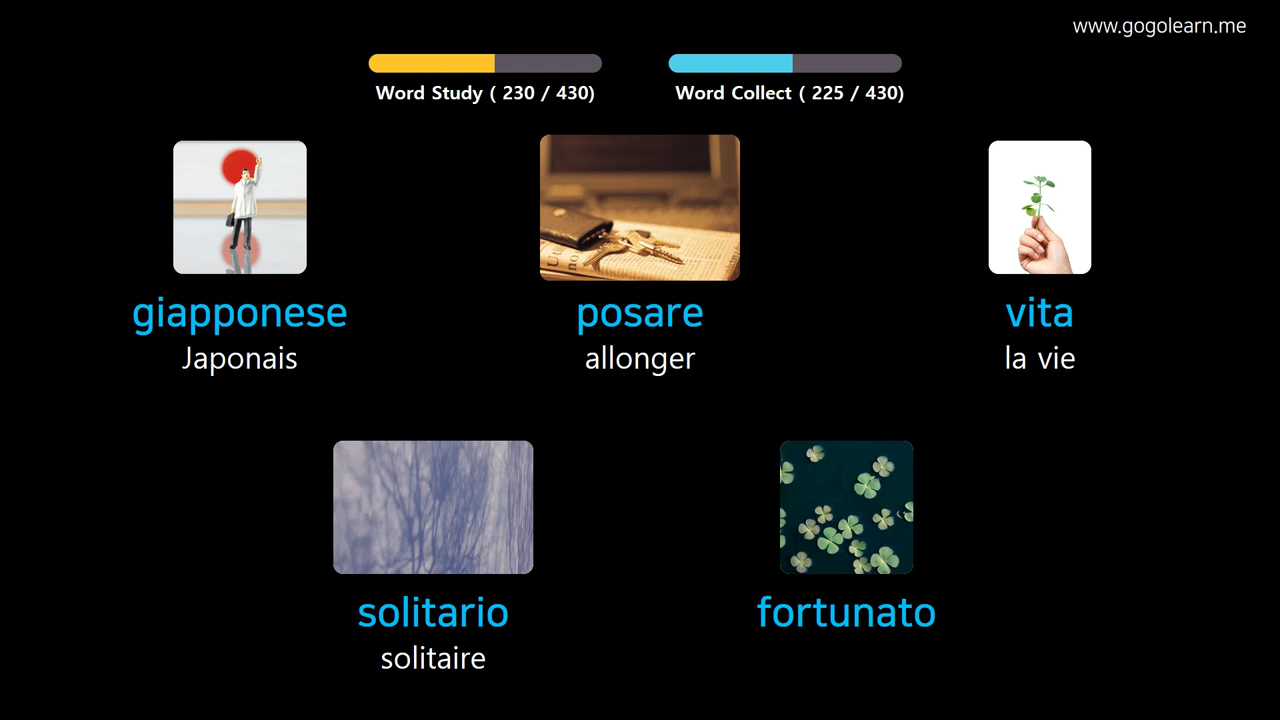 www.gogolearn.me
Word Study ( 230 / 430)
Word Collect ( 225 / 430)
giapponese
Japonais
posare
allonger
vita
la vie
solitario
solitaire
fortunato